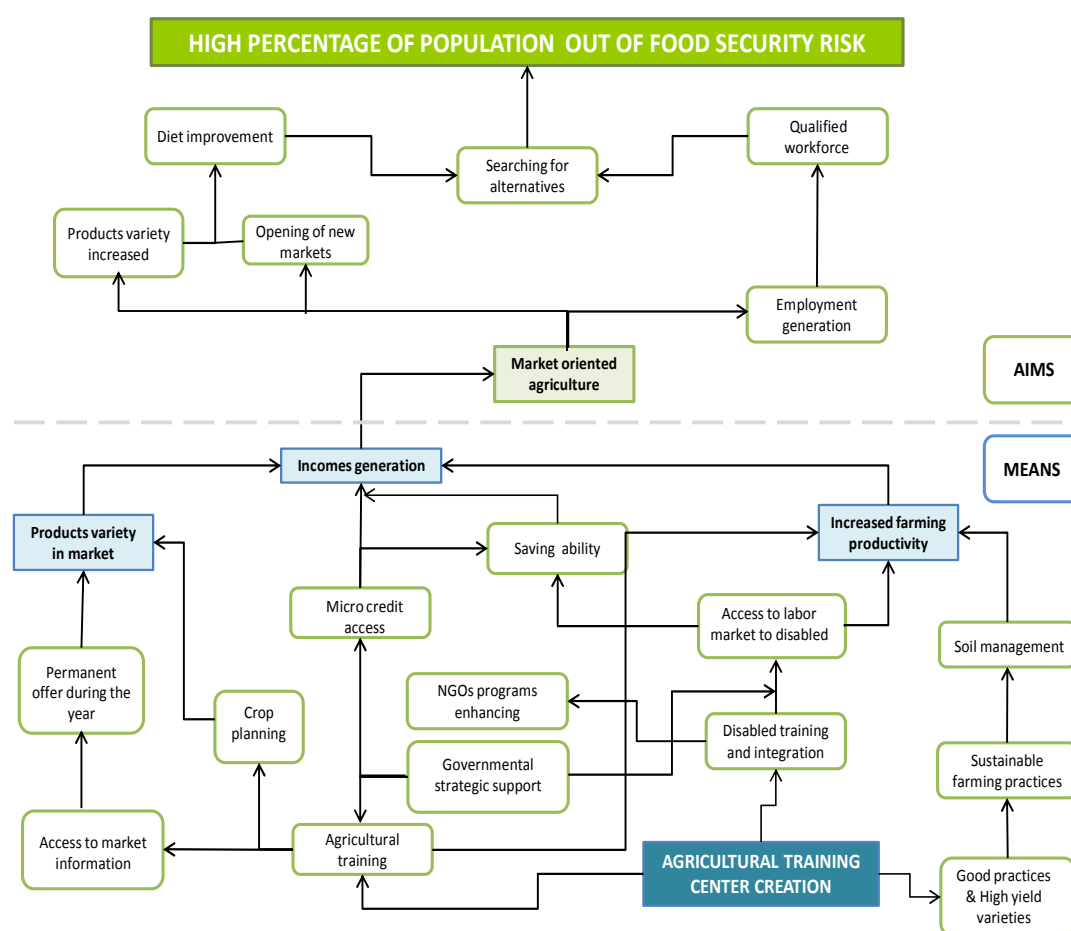 HIGH PERCENTAGE OF POPULATION OUT OF FOOD SECURITY RISK
Diet improvement
Searching for
alternatives
Qualified
workforce
Products variety
increased
Opening of new
markets
Employment
generation
Market oriented
agriculture
AIMS
MEANS
Incomes generation
Products variety
in market
Saving ability
Increased farming
productivity
Micro credit
access
Access to labor
market to disabled
Soil management
Permanent
offer during the
year
Crop
planning
NGOs programs
enhancing
Disabled training
and integration
Governmental
strategic support
Sustainable
farming practices
Access to market
information
Agricultural
training
AGRICULTURAL TRAINING
CENTER CREATION
Good practices
& High yield
varieties